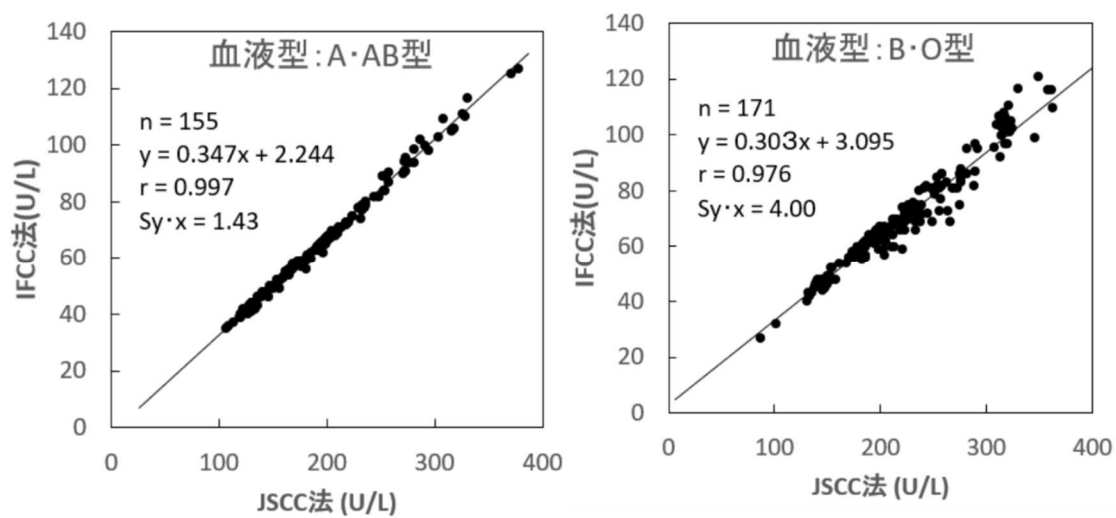 血液型:A･AB型
n = 155
y = 0.347x + 2.244
r = 0.997
Sy･x = 1.43
IFCC法(U/L)
140
120
100
80
60
40
20
0
0 100 200 300 400
JSCC法 (U/L)
血液型:B･O型
n = 171
y = 0.303x + 3.095
r = 0.976
Sy･x = 4.00
IFCC法(U/L)
140
120
100
80
60
40
20
0
0 100 200 300 400
JSCC法 (U/L)